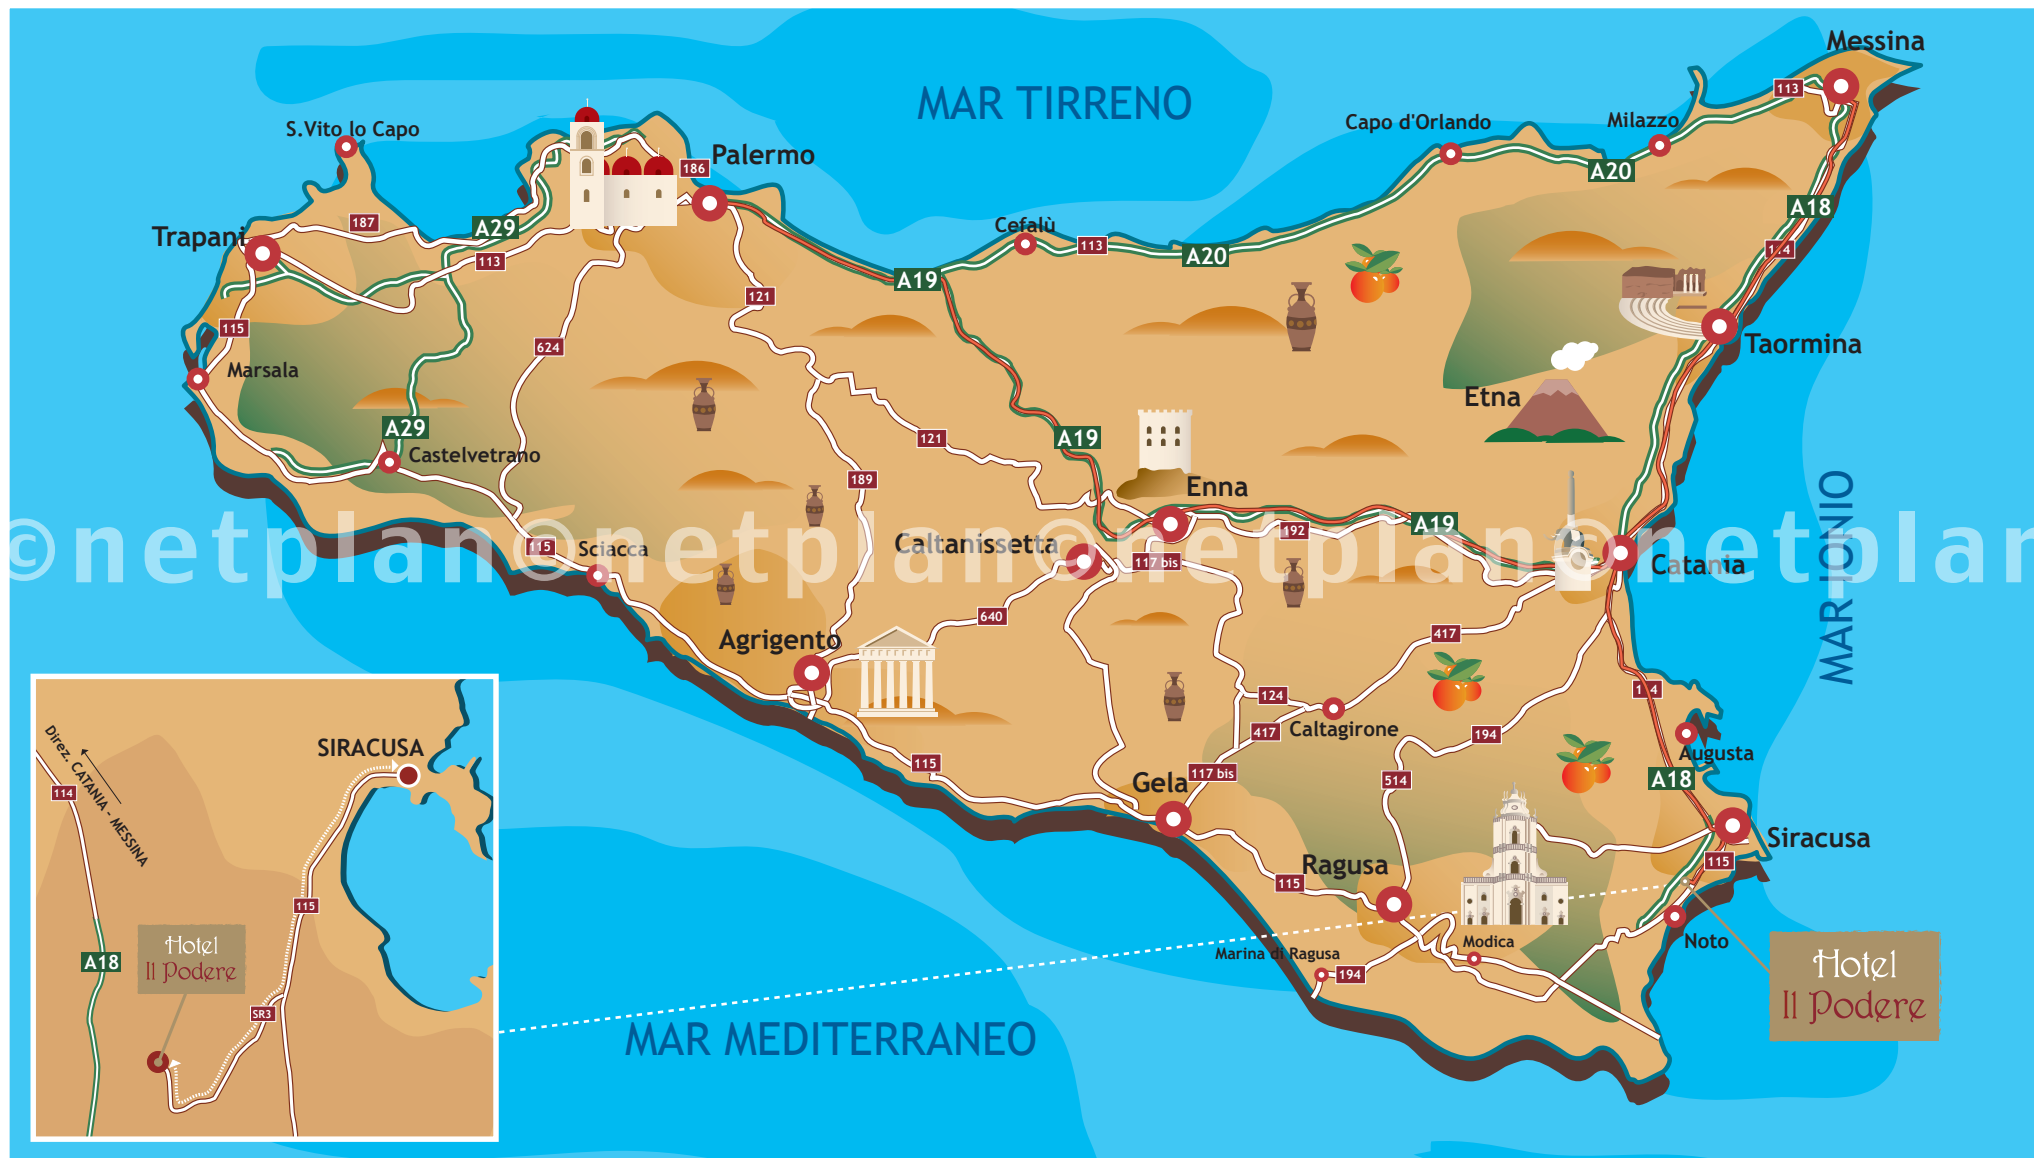 Messina
MAR TIRRENO
113
S.Vito lo Capo
Capo d'Orlando
Milazzo
Palermo
186
A20
A18
187
A29
Trapani
Cefalù
113
A20
114
113
A19
121
115
624
Taormina
Marsala
Etna
A29
121
A19
Castelvetrano
189
Enna
MAR IONIO
©netplan©netplan©netplan©netplan
115
Sciacca
Caltanissetta
192
A19
117 bis
Catania
640
417
Agrigento
124
114
Caltagirone
417
194
Augusta
115
117 bis
514
A18
Gela
Siracusa
115
Ragusa
115
Noto
Modica
Marina di Ragusa
194
Hotel
Il Podere
MAR MEDITERRANEO
Direz. CATANIA - MESSINA
SIRACUSA
114
115
Hotel
Il Podere
A18
SR3